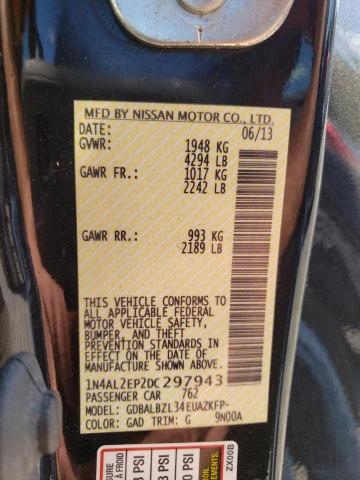 MFD BY NISSAN MOTOR CO., LTD.
DATE: 06/13
GVWR: 1948 KG
4294 LB
GAWR FR.: 1017 KG
2242 LB
GAWR RR.: 993 KG
2189 LB
THIS VEHICLE CONFORMS TO
ALL APPLICABLE FEDERAL
MOTOR VEHICLE SAFETY,
BUMPER, AND THEFT
PREVENTION STANDARDS
IN EFFECT ON THE DATE OF
MANUFACTURE SHOWN ABOVE.
1N4AL2EP2DC297943
PASSENGER CAR 762
MODEL: GDBALBZL34EUAZKFP-
COLOR: GAD TRIM: G 9N00A
ZX00B
À FROID
PSI
PSI